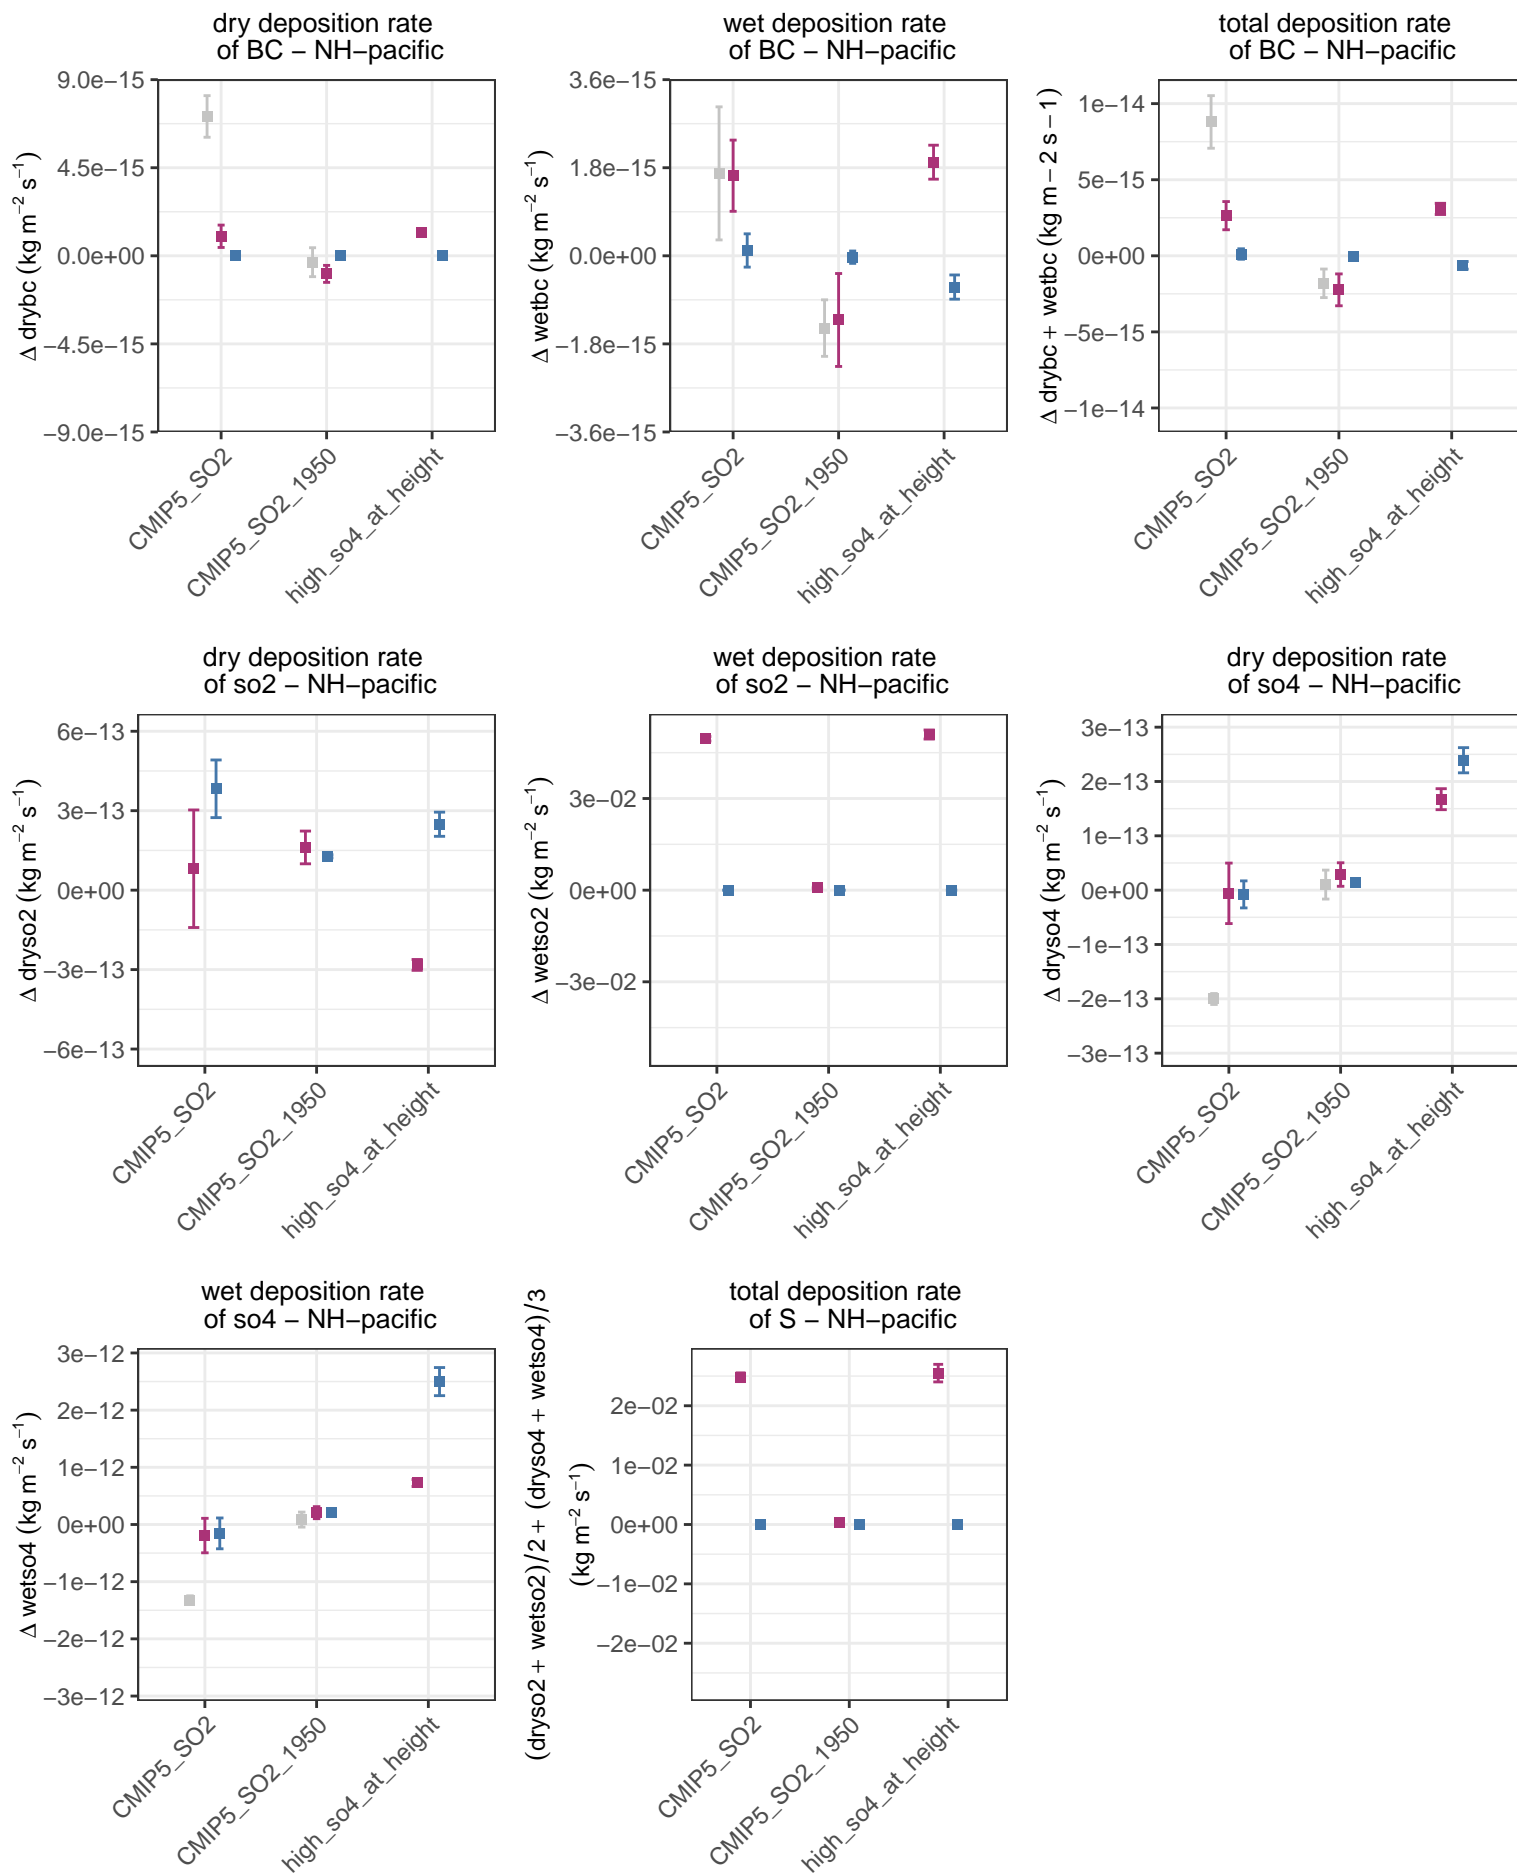 dry deposition rate
of BC − NH−pacific
Δ drybc (kg m−2 s−1)
9.0e−15
4.5e−15
0.0e+00
−4.5e−15
−9.0e−15
CMIP5_SO2
CMIP5_SO2_1950
high_so4_at_height
wet deposition rate
of BC − NH−pacific
Δ wetbc (kg m−2 s−1)
3.6e−15
1.8e−15
0.0e+00
−1.8e−15
−3.6e−15
CMIP5_SO2
CMIP5_SO2_1950
high_so4_at_height
total deposition rate
of BC − NH−pacific
Δ drybc + wetbc (kg m − 2 s − 1)
1e−14
5e−15
0e+00
−5e−15
−1e−14
CMIP5_SO2
CMIP5_SO2_1950
high_so4_at_height
dry deposition rate
of so2 − NH−pacific
Δ dryso2 (kg m−2 s−1)
6e−13
3e−13
0e+00
−3e−13
−6e−13
CMIP5_SO2
CMIP5_SO2_1950
high_so4_at_height
wet deposition rate
of so2 − NH−pacific
Δ wetso2 (kg m−2 s−1)
3e−02
0e+00
−3e−02
CMIP5_SO2
CMIP5_SO2_1950
high_so4_at_height
dry deposition rate
of so4 − NH−pacific
Δ dryso4 (kg m−2 s−1)
3e−13
2e−13
1e−13
0e+00
−1e−13
−2e−13
−3e−13
CMIP5_SO2
CMIP5_SO2_1950
high_so4_at_height
wet deposition rate
of so4 − NH−pacific
Δ wetso4 (kg m−2 s−1)
3e−12
2e−12
1e−12
0e+00
−1e−12
−2e−12
−3e−12
CMIP5_SO2
CMIP5_SO2_1950
high_so4_at_height
total deposition rate
of S − NH−pacific
(dryso2 + wetso2)/2 + (dryso4 + wetso4)/3
(kg m−2 s−1)
2e−02
1e−02
0e+00
−1e−02
−2e−02
CMIP5_SO2
CMIP5_SO2_1950
high_so4_at_height